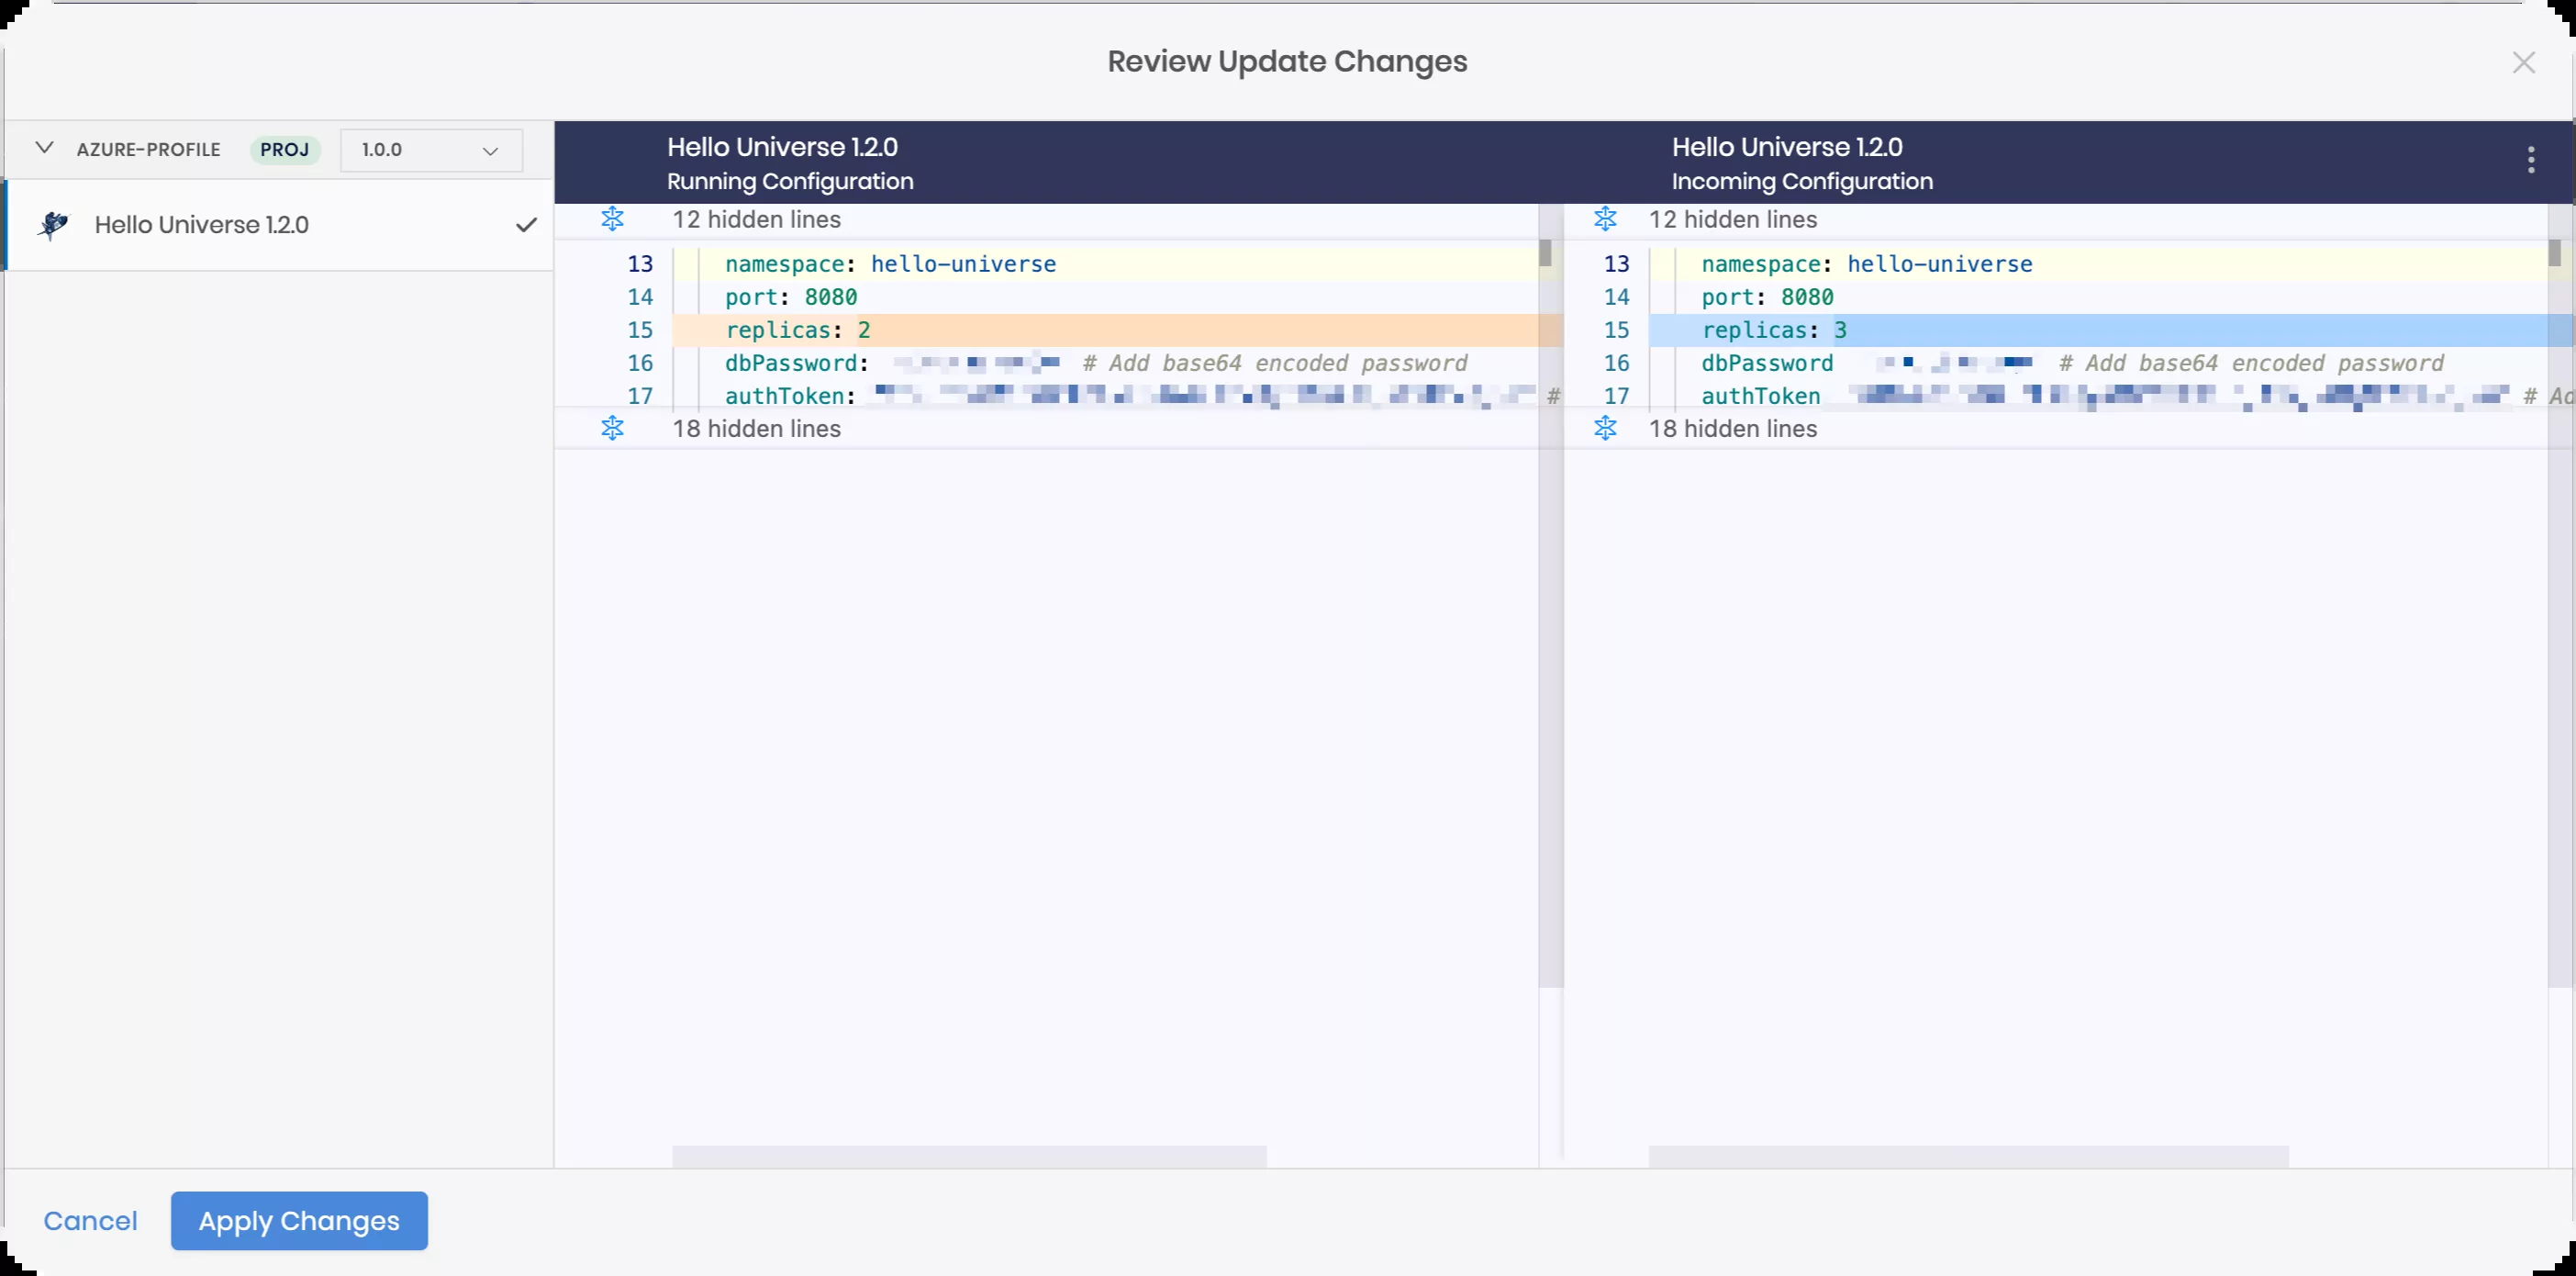 Review Update Changes
AZURE-PROFILE PROJ 1.0.0
Hello Universe 1.2.0
Hello Universe 1.2.0
Running Configuration
12 hidden lines
13 namespace: hello-universe
14 port: 8080
15 replicas: 2
16 dbPassword: # Add base64 encoded password
17 authToken: #
18 hidden lines
Hello Universe 1.2.0
Incoming Configuration
12 hidden lines
13 namespace: hello-universe
14 port: 8080
15 replicas: 3
16 dbPassword # Add base64 encoded password
17 authToken # Ad
18 hidden lines
Cancel
Apply Changes